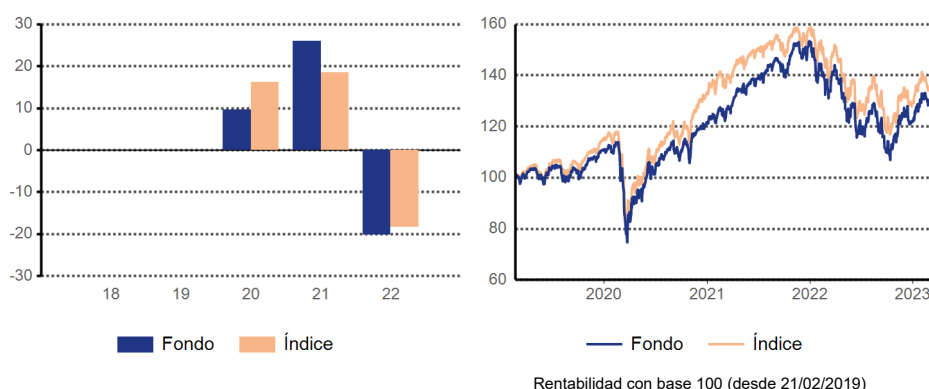 30
20
10
0
-10
-20
-30
18 19 20 21 22
Fondo Índice
160
140
120
100
80
60
2020 2021 2022 2023
Fondo Índice
Rentabilidad con base 100 (desde 21/02/2019)